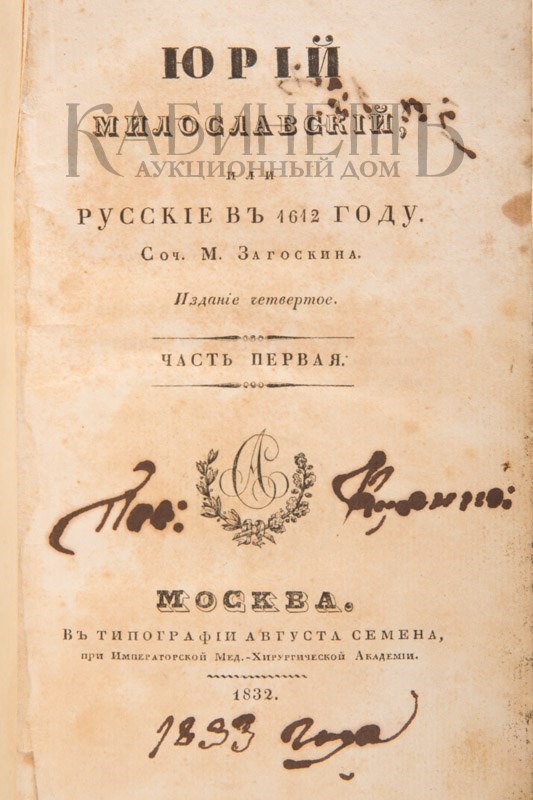 ЮРІЙ
МИЛОСЛАВСКІЙ,
КАБИНЕТЪ
АУКЦИОННЫЙ ДОМ
ИЛИ
РУССКІЕ ВЪ 1612 ГОДУ.
Соч. М. Загоскина.
Изданіе четвертое.
ЧАСТЬ ПЕРВАЯ.
МОСКВА.
Въ типографіи Августа Семена,
при Императорской Мед.-Хирургической Академіи.
1832.
1833 года